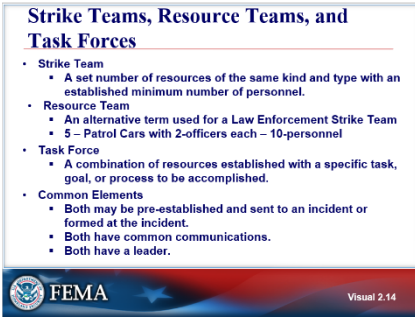 Strike Teams, Resource Teams, and
Task Forces
• Strike Team
▪ A set number of resources of the same kind and type with an
established minimum number of personnel.
• Resource Team
▪ An alternative term used for a Law Enforcement Strike Team
▪ 5 – Patrol Cars with 2-officers each – 10-personnel
• Task Force
▪ A combination of resources established with a specific task,
goal, or process to be accomplished.
• Common Elements
▪ Both may be pre-established and sent to an incident or
formed at the incident.
▪ Both have common communications.
▪ Both have a leader.
FEMA
Visual 2.14